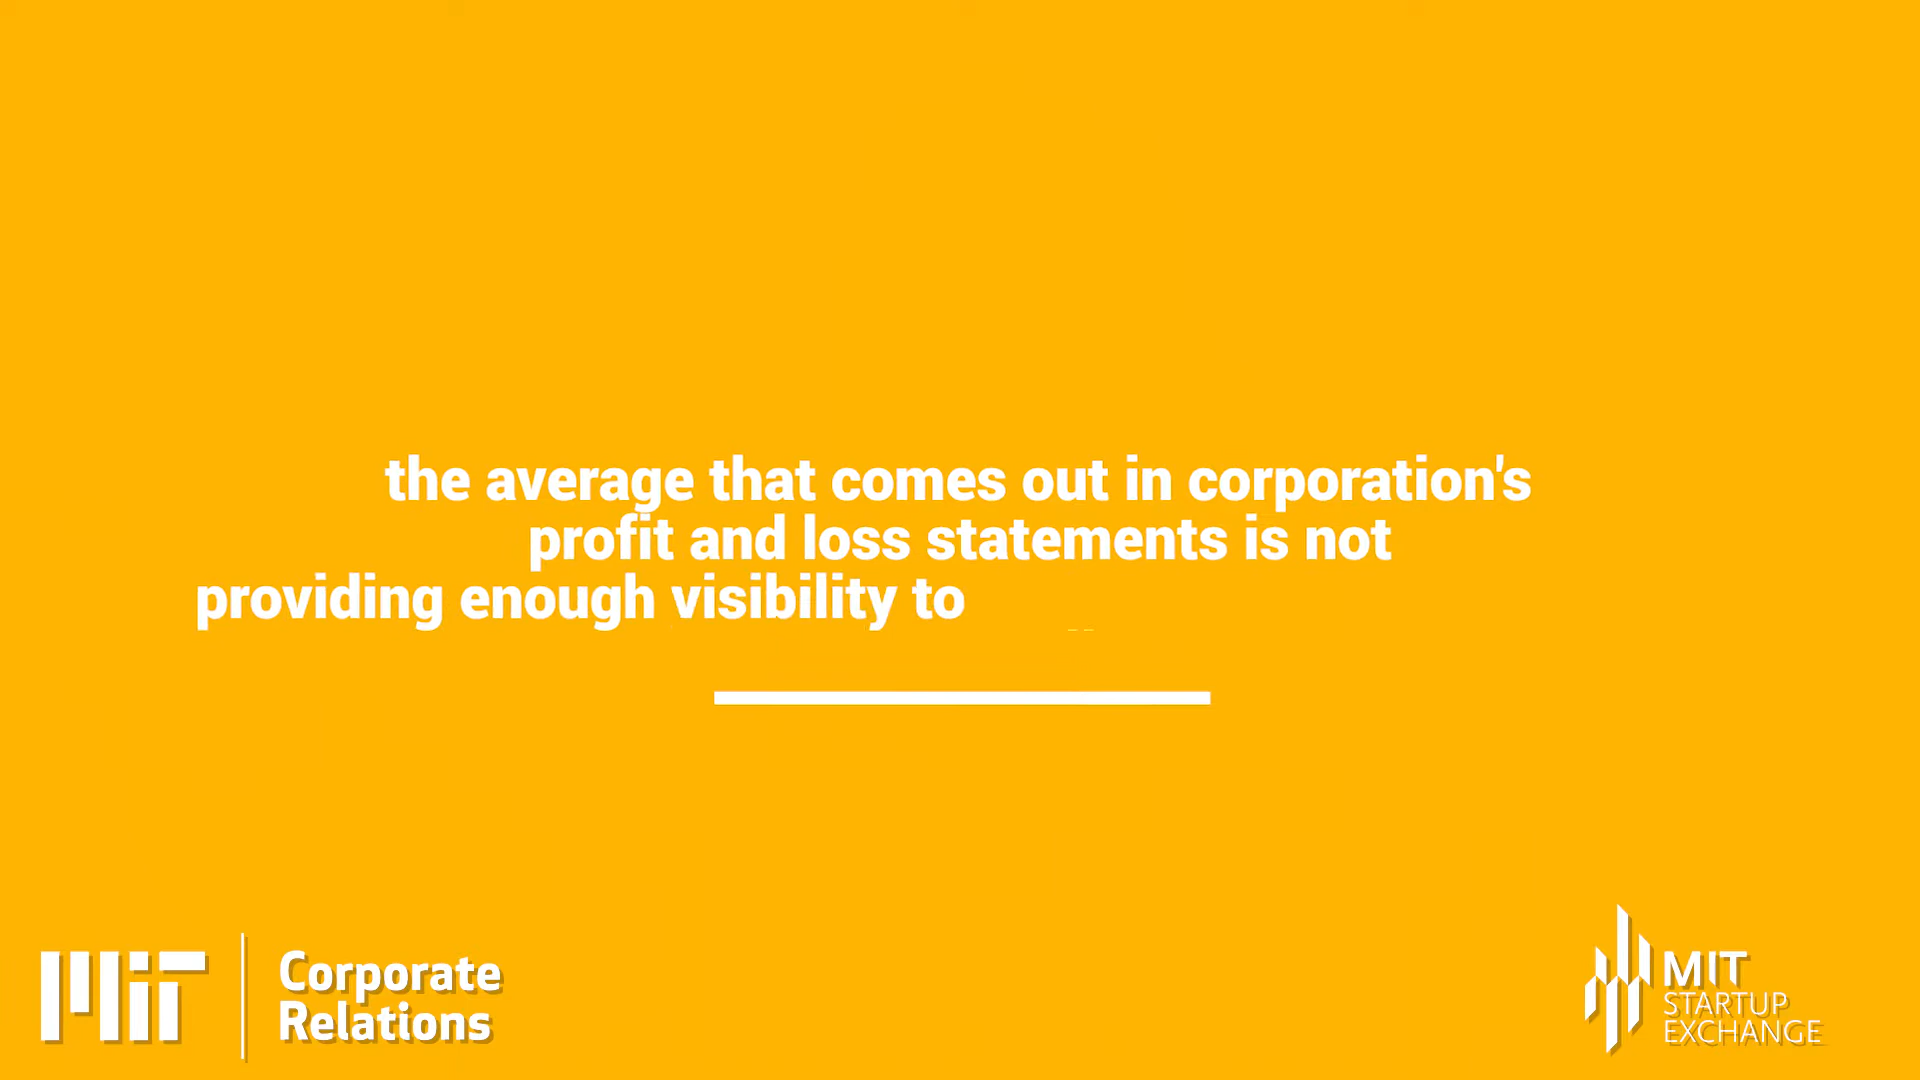 the average that comes out in corporation's
profit and loss statements is not
providing enough visibility to
MIT
Corporate
Relations
MIT
STARTUP
EXCHANGE